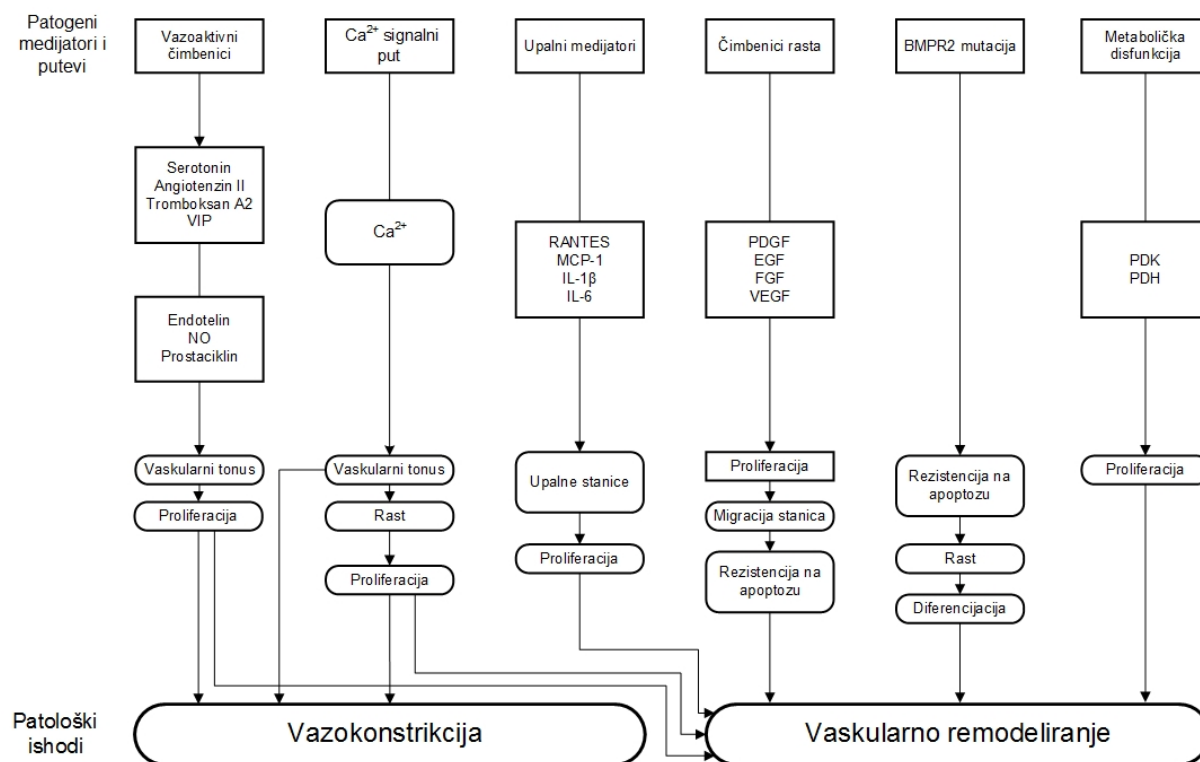 Patogeni
medijatori i
putevi
Vazoaktivni
čimbenici
Ca²⁺ signalni
put
Upalni medijatori
Čimbenici rasta
BMPR2 mutacija
Metabolička
disfunkcija
Serotonin
Angiotenzin II
Tromboksan A2
VIP
Ca²⁺
RANTES
MCP-1
IL-1β
IL-6
PDGF
EGF
FGF
VEGF
PDK
PDH
Endotelin
NO
Prostaciklin
Vaskularni tonus
Proliferacija
Vaskularni tonus
Rast
Proliferacija
Upalne stanice
Proliferacija
Proliferacija
Migracija stanica
Rezistencija na
apoptozu
Rezistencija na
apoptozu
Rast
Diferencijacija
Proliferacija
Patološki
ishodi
Vazokonstrikcija
Vaskularno remodeliranje